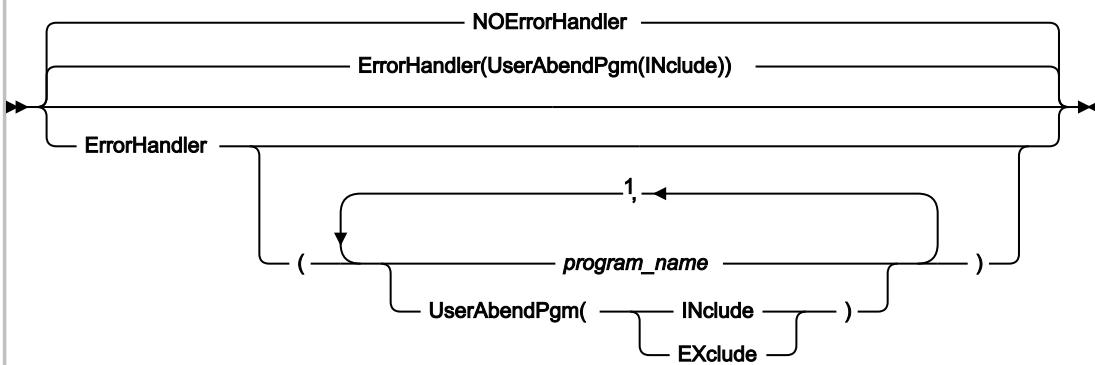 NOErrorHandler
ErrorHandler(UserAbendPgm(INclude))
ErrorHandler
1,
( program_name )
UserAbendPgm( INclude )
EXclude